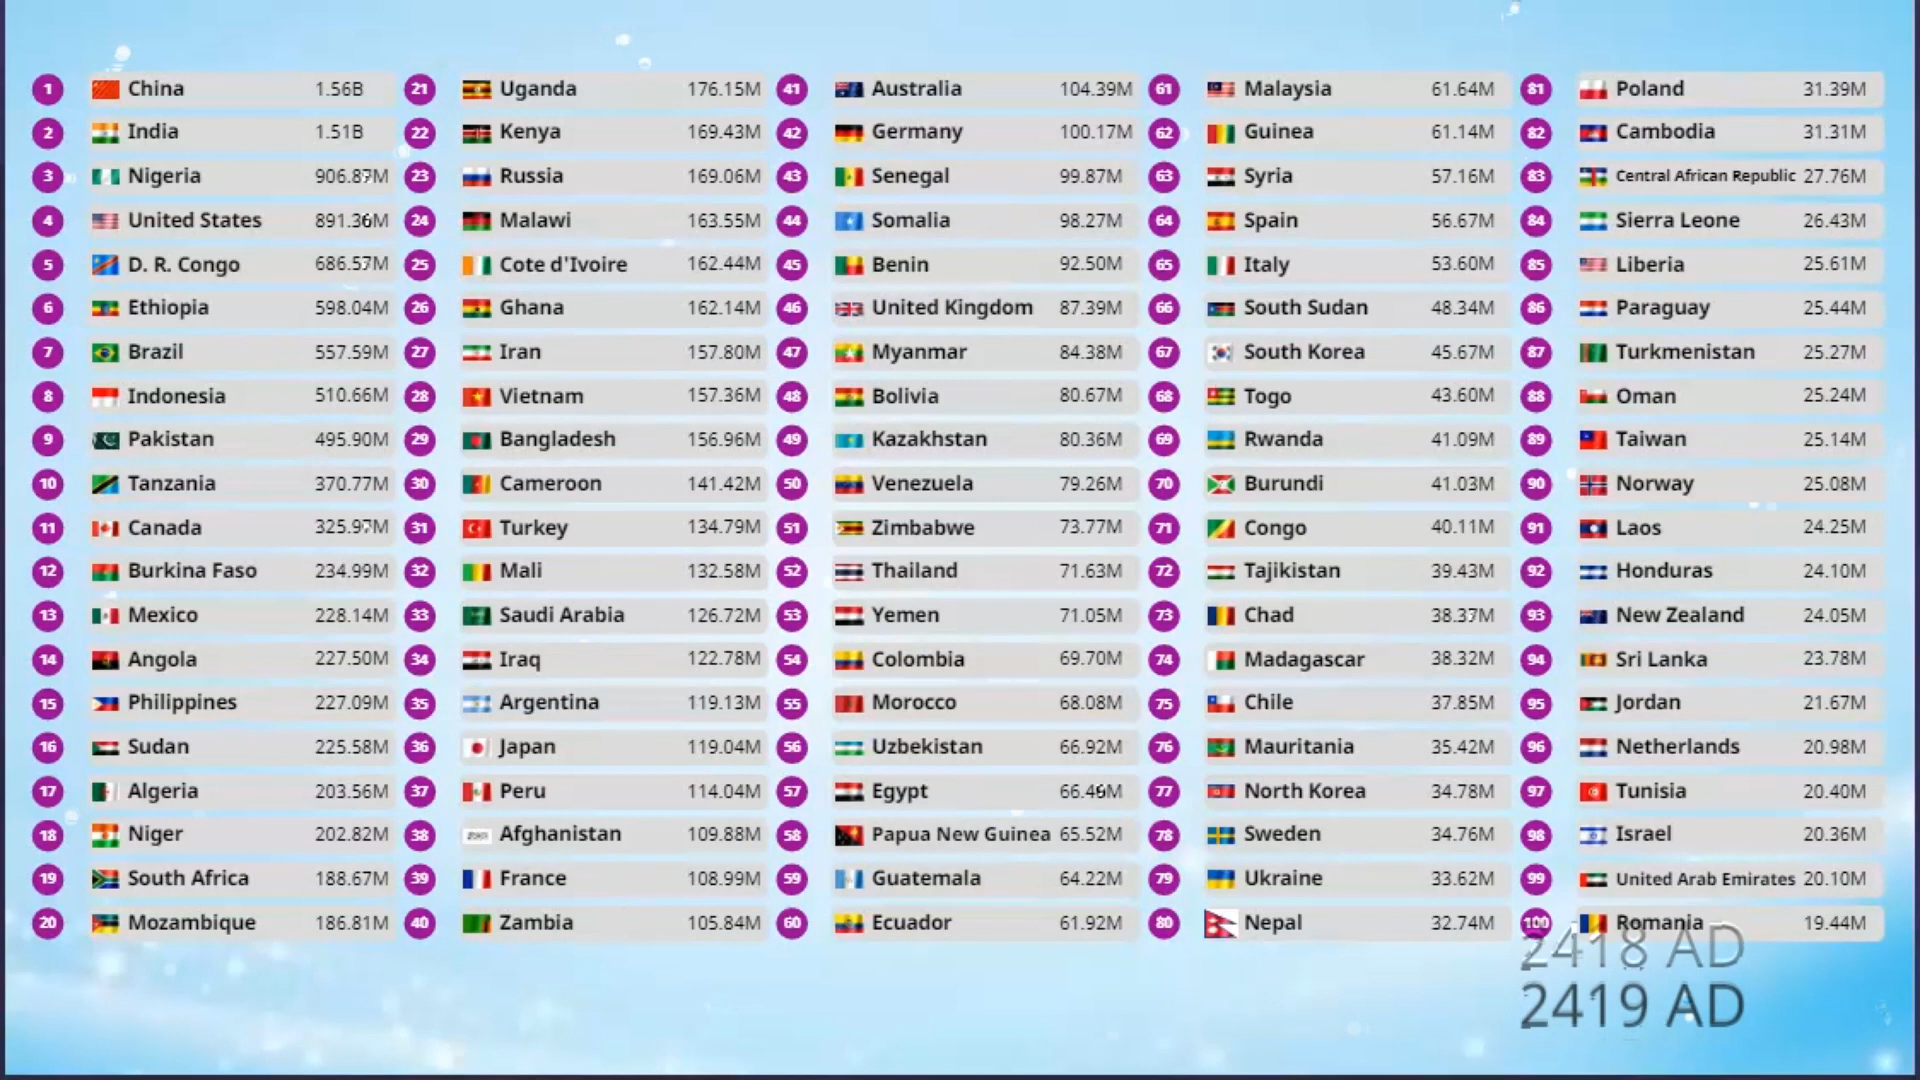 1 China 1.56B
2 India 1.51B
3 Nigeria 906.87M
4 United States 891.36M
5 D. R. Congo 686.57M
6 Ethiopia 598.04M
7 Brazil 557.59M
8 Indonesia 510.66M
9 Pakistan 495.90M
10 Tanzania 370.77M
11 Canada 325.97M
12 Burkina Faso 234.99M
13 Mexico 228.14M
14 Angola 227.50M
15 Philippines 227.09M
16 Sudan 225.58M
17 Algeria 203.56M
18 Niger 202.82M
19 South Africa 188.67M
20 Mozambique 186.81M
21 Uganda 176.15M
22 Kenya 169.43M
23 Russia 169.06M
24 Malawi 163.55M
25 Cote d'Ivoire 162.44M
26 Ghana 162.14M
27 Iran 157.80M
28 Vietnam 157.36M
29 Bangladesh 156.96M
30 Cameroon 141.42M
31 Turkey 134.79M
32 Mali 132.58M
33 Saudi Arabia 126.72M
34 Iraq 122.78M
35 Argentina 119.13M
36 Japan 119.04M
37 Peru 114.04M
38 Afghanistan 109.88M
39 France 108.99M
40 Zambia 105.84M
41 Australia 104.39M
42 Germany 100.17M
43 Senegal 99.87M
44 Somalia 98.27M
45 Benin 92.50M
46 United Kingdom 87.39M
47 Myanmar 84.38M
48 Bolivia 80.67M
49 Kazakhstan 80.36M
50 Venezuela 79.26M
51 Zimbabwe 73.77M
52 Thailand 71.63M
53 Yemen 71.05M
54 Colombia 69.70M
55 Morocco 68.08M
56 Uzbekistan 66.92M
57 Egypt 66.46M
58 Papua New Guinea 65.52M
59 Guatemala 64.22M
60 Ecuador 61.92M
61 Malaysia 61.64M
62 Guinea 61.14M
63 Syria 57.16M
64 Spain 56.67M
65 Italy 53.60M
66 South Sudan 48.34M
67 South Korea 45.67M
68 Togo 43.60M
69 Rwanda 41.09M
70 Burundi 41.03M
71 Congo 40.11M
72 Tajikistan 39.43M
73 Chad 38.37M
74 Madagascar 38.32M
75 Chile 37.85M
76 Mauritania 35.42M
77 North Korea 34.78M
78 Sweden 34.76M
79 Ukraine 33.62M
80 Nepal 32.74M
81 Poland 31.39M
82 Cambodia 31.31M
83 Central African Republic 27.76M
84 Sierra Leone 26.43M
85 Liberia 25.61M
86 Paraguay 25.44M
87 Turkmenistan 25.27M
88 Oman 25.24M
89 Taiwan 25.14M
90 Norway 25.08M
91 Laos 24.25M
92 Honduras 24.10M
93 New Zealand 24.05M
94 Sri Lanka 23.78M
95 Jordan 21.67M
96 Netherlands 20.98M
97 Tunisia 20.40M
98 Israel 20.36M
99 United Arab Emirates 20.10M
100 Romania 19.44M
2418 AD
2419 AD